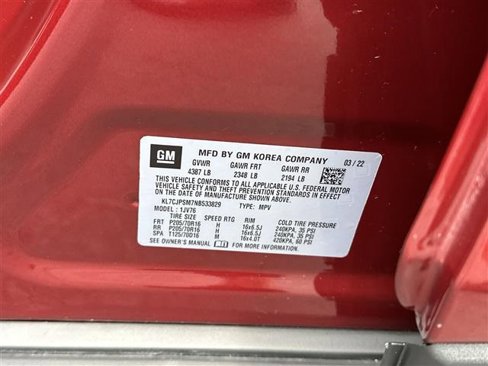 GM MFD BY GM KOREA COMPANY 03/22
GVWR GAWR FRT GAWR RR
4387 LB 2348 LB 2194 LB
THIS VEHICLE CONFORMS TO ALL APPLICABLE U.S. FEDERAL MOTOR
VEHICLE SAFETY AND THEFT PREVENTION STANDARDS IN EFFECT
ON THE DATE OF MANUFACTURE SHOWN ABOVE.
KL7CJPSM7NB533829 TYPE: MPV
MODEL: 1JV76
TIRE SIZE SPEED RTG RIM COLD TIRE PRESSURE
FRT P205/70R16 H 16x6.5J 240KPA, 35 PSI
RR P205/70R16 H 16x6.5J 240KPA, 35 PSI
SPA T125/70D16 M 16x4.0T 420KPA, 60 PSI
SEE OWNER'S MANUAL FOR MORE INFORMATION.